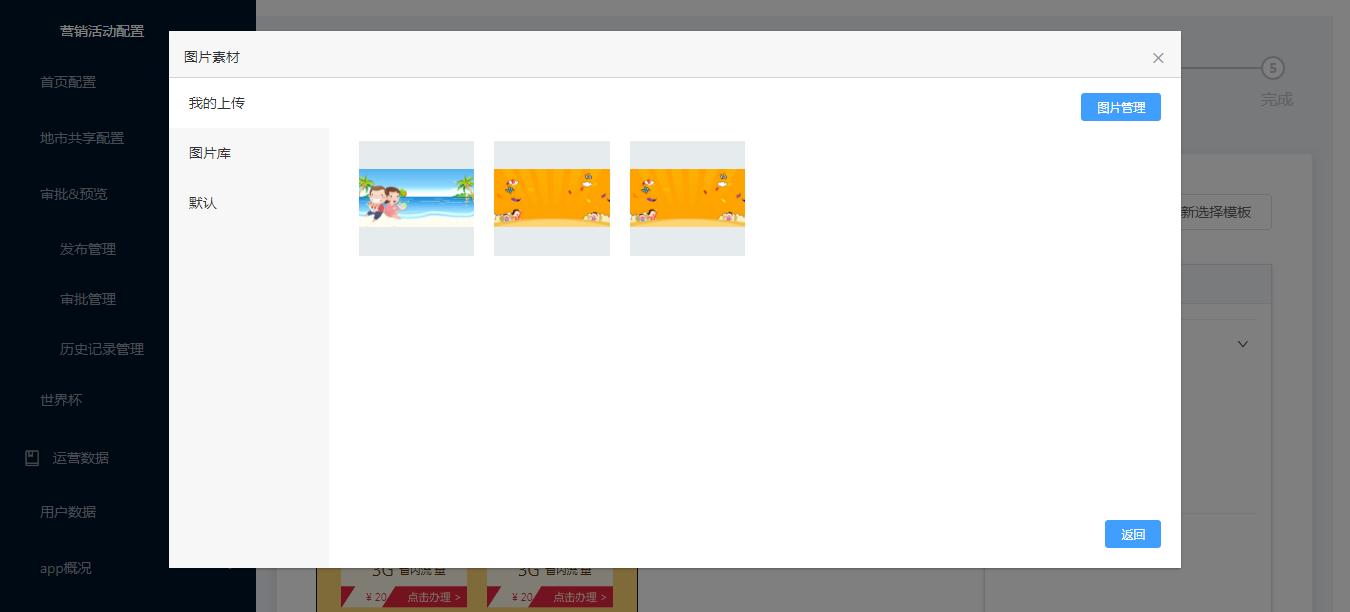 营销活动配置
首页配置
地市共享配置
审批&预览
发布管理
审批管理
历史记录管理
世界杯
运营数据
用户数据
app概况
图片素材
我的上传
图片库
默认
图片管理
返回
5
完成
新选择模板
3G 省内流量
3G 省内流量
¥ 20 点击办理 >
¥ 20 点击办理 >